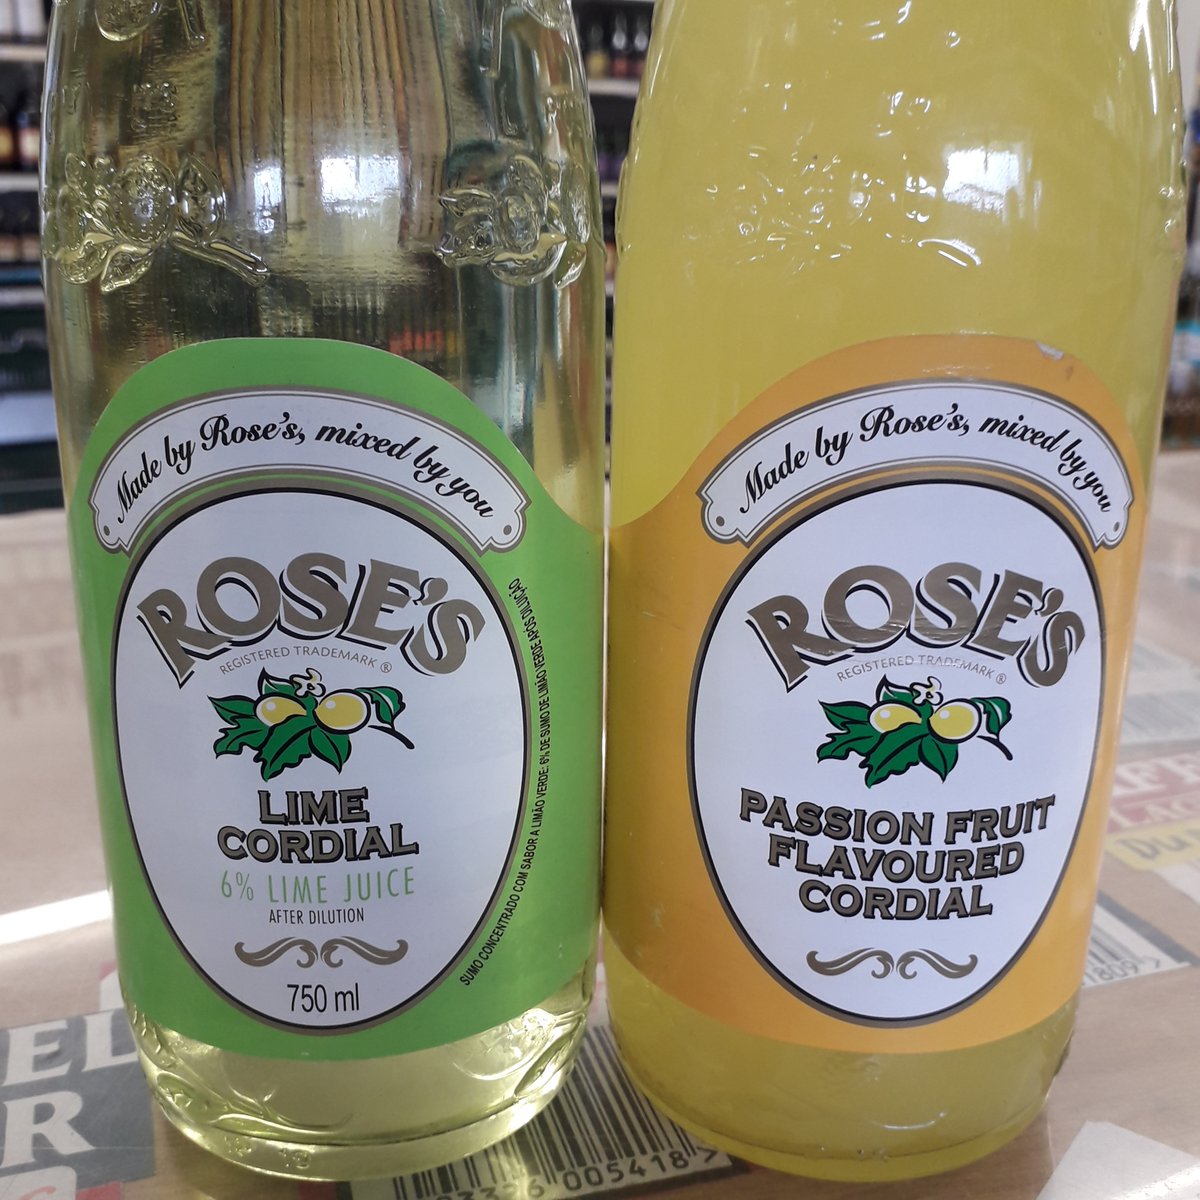 Made by Rose's, mixed by you
ROSE'S
REGISTERED TRADEMARK ®
LIME
CORDIAL
6% LIME JUICE
AFTER DILUTION
750 ml
SUMO CONCENTRADO COM SABOR A LIMÃO VERDE: 6% DE SUMO DE LIMÃO VERDE APÓS DILUIÇÃO
Made by Rose's, mixed by you
ROSE'S
REGISTERED TRADEMARK ®
PASSION FRUIT
FLAVOURED
CORDIAL
005418 >